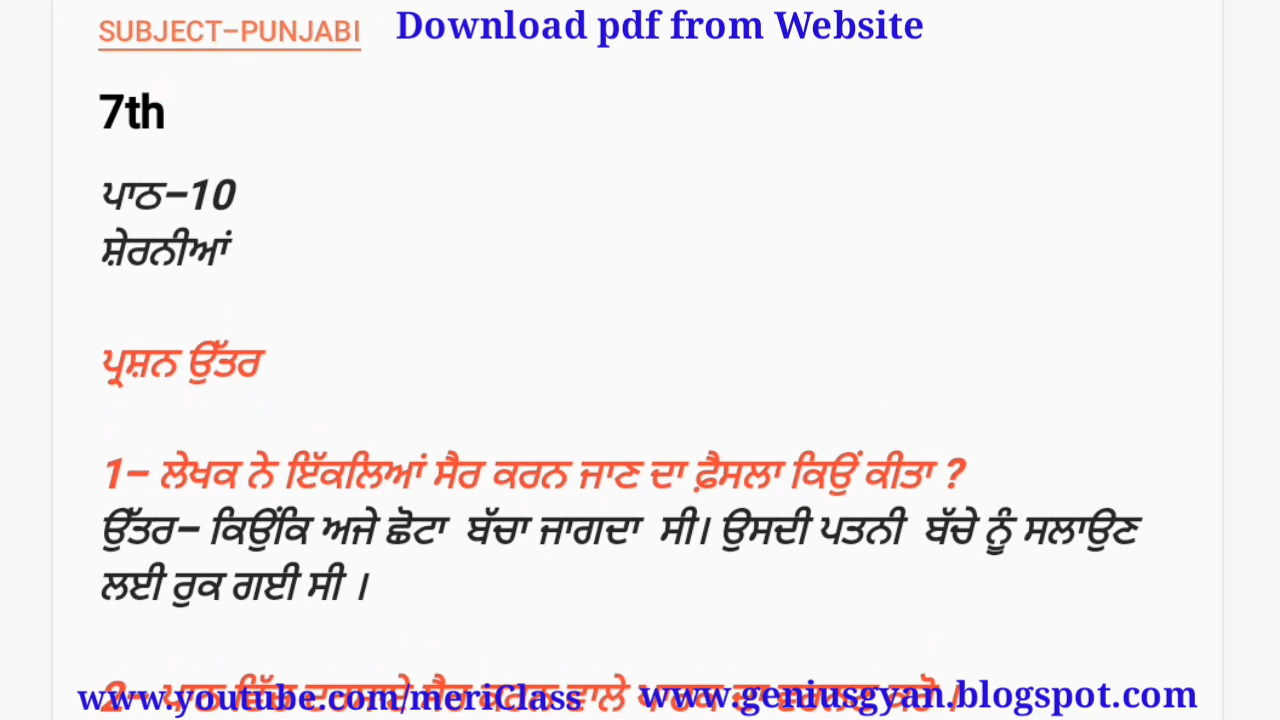 SUBJECT-PUNJABI Download pdf from Website
7th
ਪਾਠ-10
ਸ਼ੇਰਨੀਆਂ
ਪ੍ਰਸ਼ਨ ਉੱਤਰ
1- ਲੇਖਕ ਨੇ ਇੱਕਲਿਆਂ ਸੈਰ ਕਰਨ ਜਾਣ ਦਾ ਫ਼ੈਸਲਾ ਕਿਉਂ ਕੀਤਾ ?
ਉੱਤਰ- ਕਿਉਂਕਿ ਅਜੇ ਛੋਟਾ ਬੱਚਾ ਜਾਗਦਾ ਸੀ। ਉਸਦੀ ਪਤਨੀ ਬੱਚੇ ਨੂੰ ਸਲਾਉਣ
ਲਈ ਰੁਕ ਗਈ ਸੀ ।
www.youtube.com/meriClass www.geniusgyan.blogspot.com